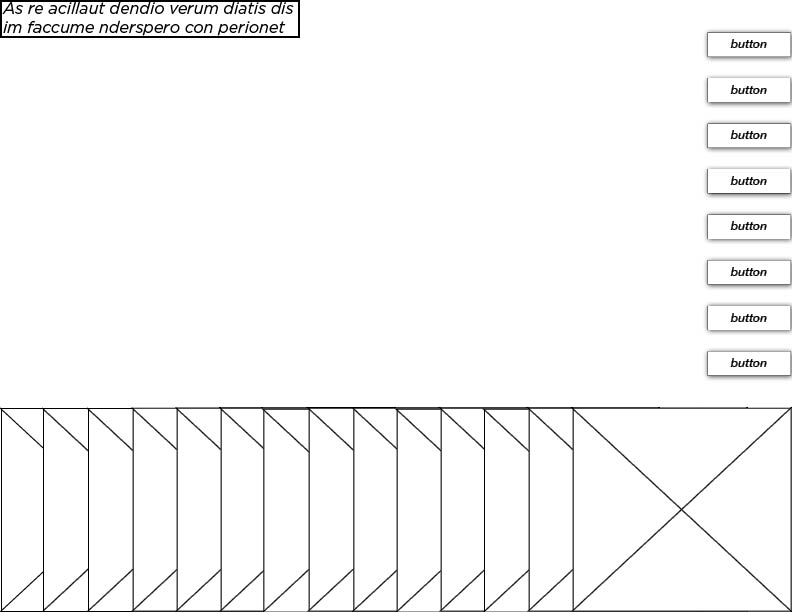 As re acillaut dendio verum diatis dis
im faccume nderspero con perionet
button
button
button
button
button
button
button
button